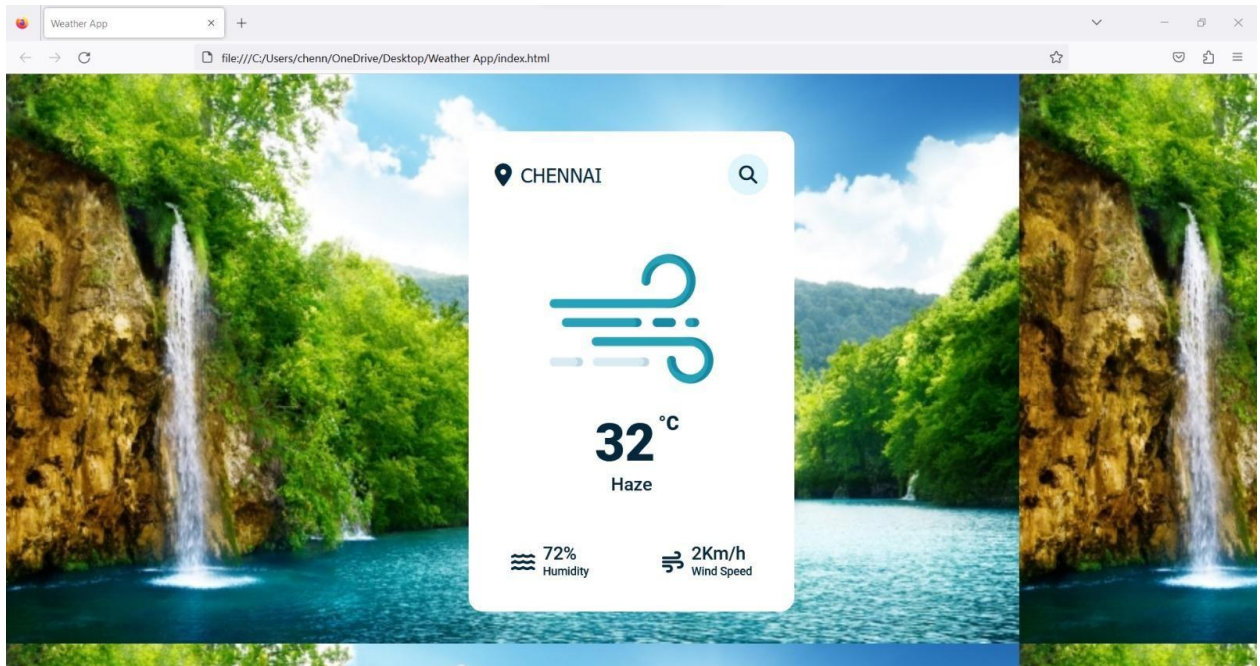 Weather App
file:///C:/Users/chenn/OneDrive/Desktop/Weather App/index.html
CHENNAI
32°C
Haze
72%
Humidity
2Km/h
Wind Speed